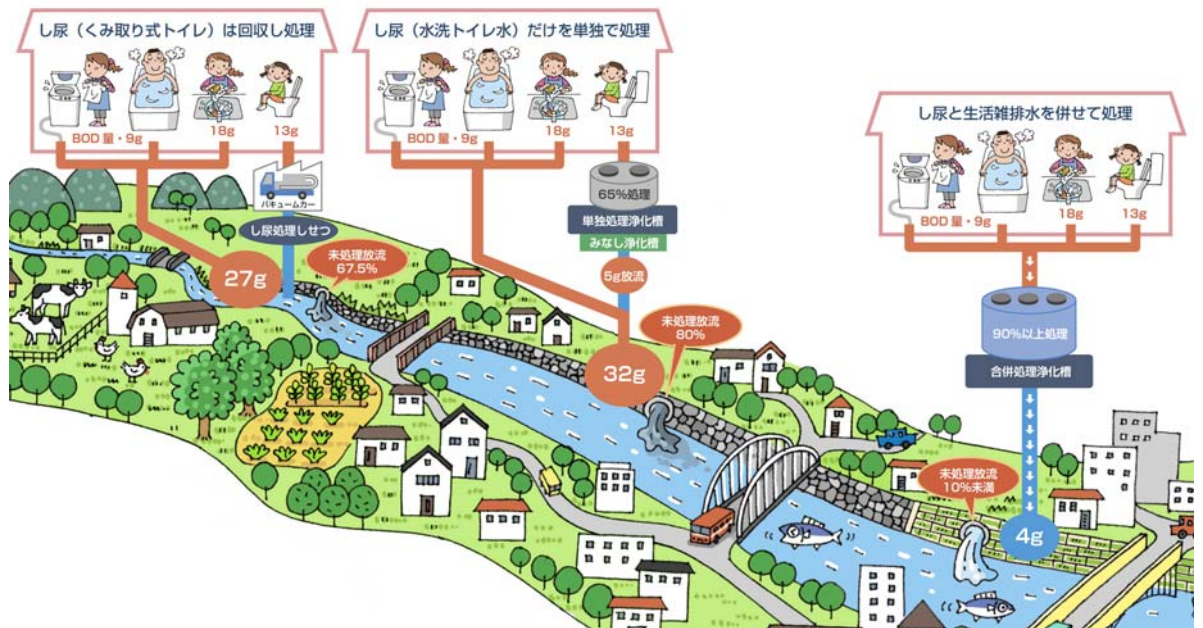 し尿（くみ取り式トイレ）は回収し処理
BOD量・9g
18g
13g
バキュームカー
し尿処理しせつ
27g
未処理放流
67.5%
し尿（水洗トイレ水）だけを単独で処理
BOD量・9g
18g
13g
65%処理
単独処理浄化槽
みなし浄化槽
5g放流
32g
未処理放流
80%
し尿と生活雑排水を併せて処理
BOD量・9g
18g
13g
90%以上処理
合併処理浄化槽
未処理放流
10%未満
4g